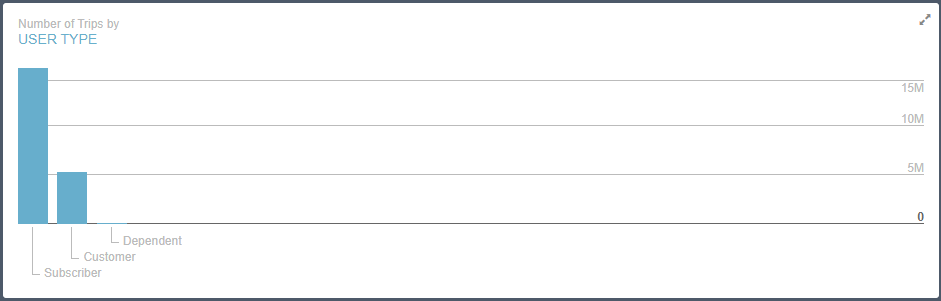 Number of Trips by
USER TYPE
15M
10M
5M
0
Dependent
Customer
Subscriber